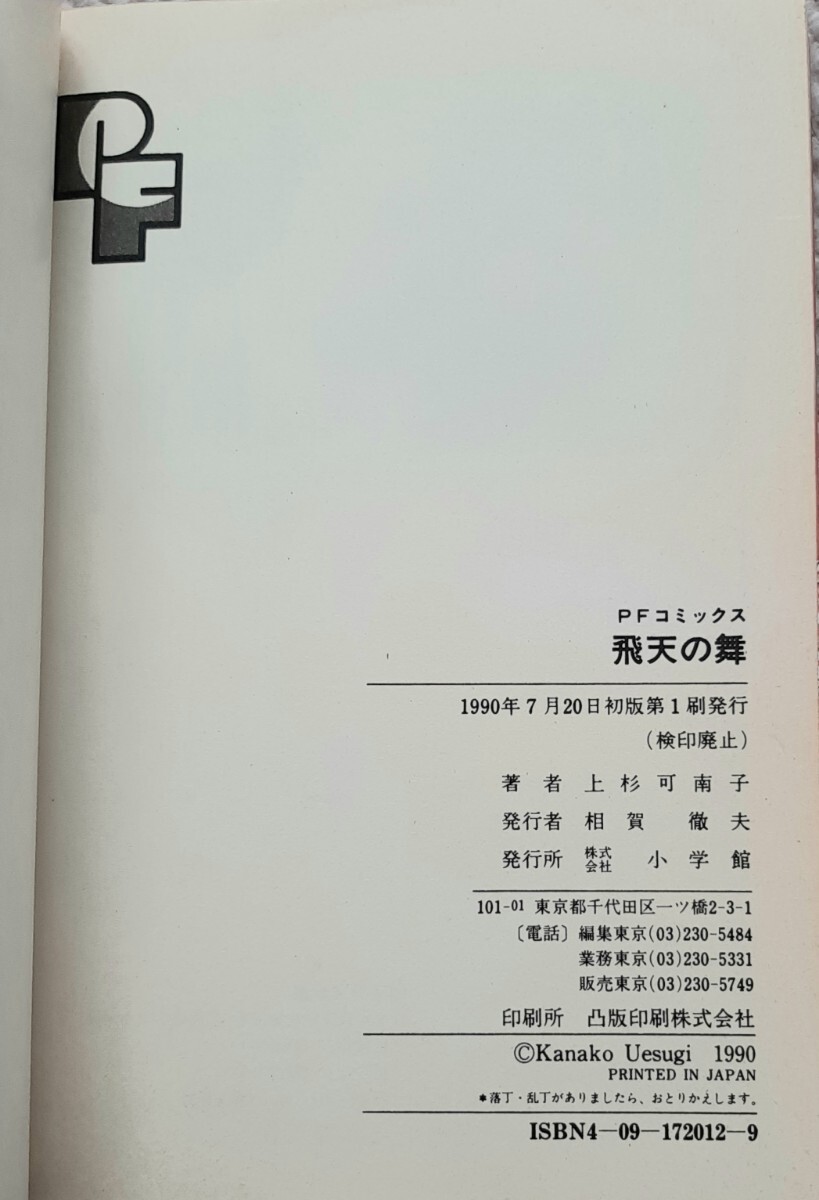 PF
PFコミックス
飛天の舞
1990年7月20日初版第1刷発行
(検印廃止)
著者 上杉可南子
発行者 相賀 徹夫
発行所 株式会社 小学館
101-01 東京都千代田区一ツ橋2-3-1
〔電話〕編集東京(03)230-5484
業務東京(03)230-5331
販売東京(03)230-5749
印刷所 凸版印刷株式会社
©Kanako Uesugi 1990
PRINTED IN JAPAN
*落丁・乱丁がありましたら、おとりかえします。
ISBN4―09―172012―9